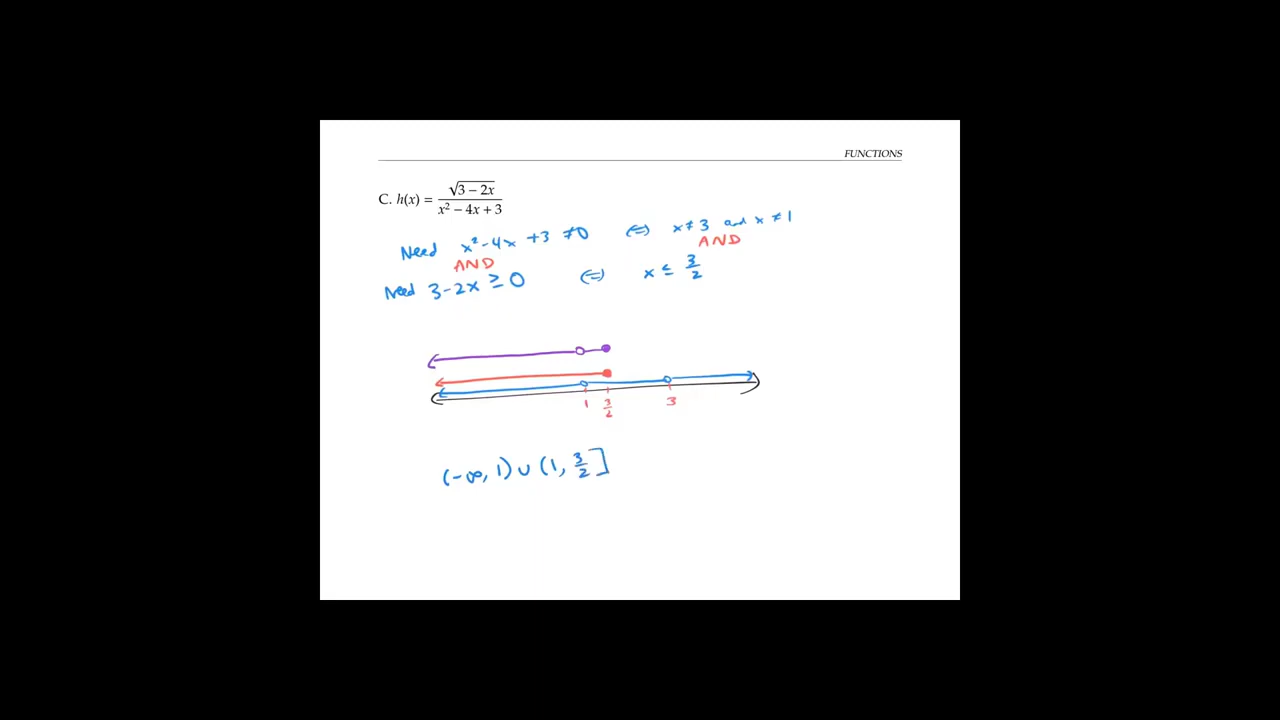 FUNCTIONS
C. h(x) = √(3 − 2x) / (x² − 4x + 3)
Need x² - 4x + 3 ≠ 0 ⇔ x ≠ 3 and x ≠ 1
AND AND
Need 3 - 2x ≥ 0 ⇔ x ≤ 3/2
1 3/2 3
(-∞, 1) ∪ (1, 3/2]